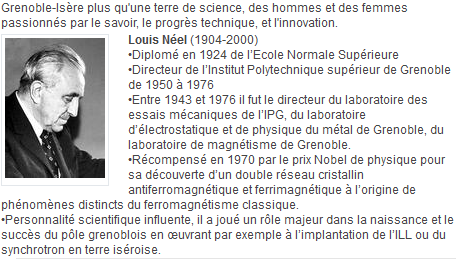 Grenoble-Isère plus qu'une terre de science, des hommes et des femmes
passionnés par le savoir, le progrès technique, et l'innovation.
Louis Néel (1904-2000)
•Diplomé en 1924 de l'Ecole Normale Supérieure
•Directeur de l'Institut Polytechnique supérieur de Grenoble
de 1950 à 1976
•Entre 1943 et 1976 il fut le directeur du laboratoire des
essais mécaniques de l'IPG, du laboratoire
d'électrostatique et de physique du métal de Grenoble, du
laboratoire de magnétisme de Grenoble.
•Récompensé en 1970 par le prix Nobel de physique pour
sa découverte d'un double réseau cristallin
antiferromagnétique et ferrimagnétique à l'origine de
phénomènes distincts du ferromagnétisme classique.
•Personnalité scientifique influente, il a joué un rôle majeur dans la naissance et le
succès du pôle grenoblois en œuvrant par exemple à l'implantation de l'ILL ou du
synchrotron en terre iséroise.